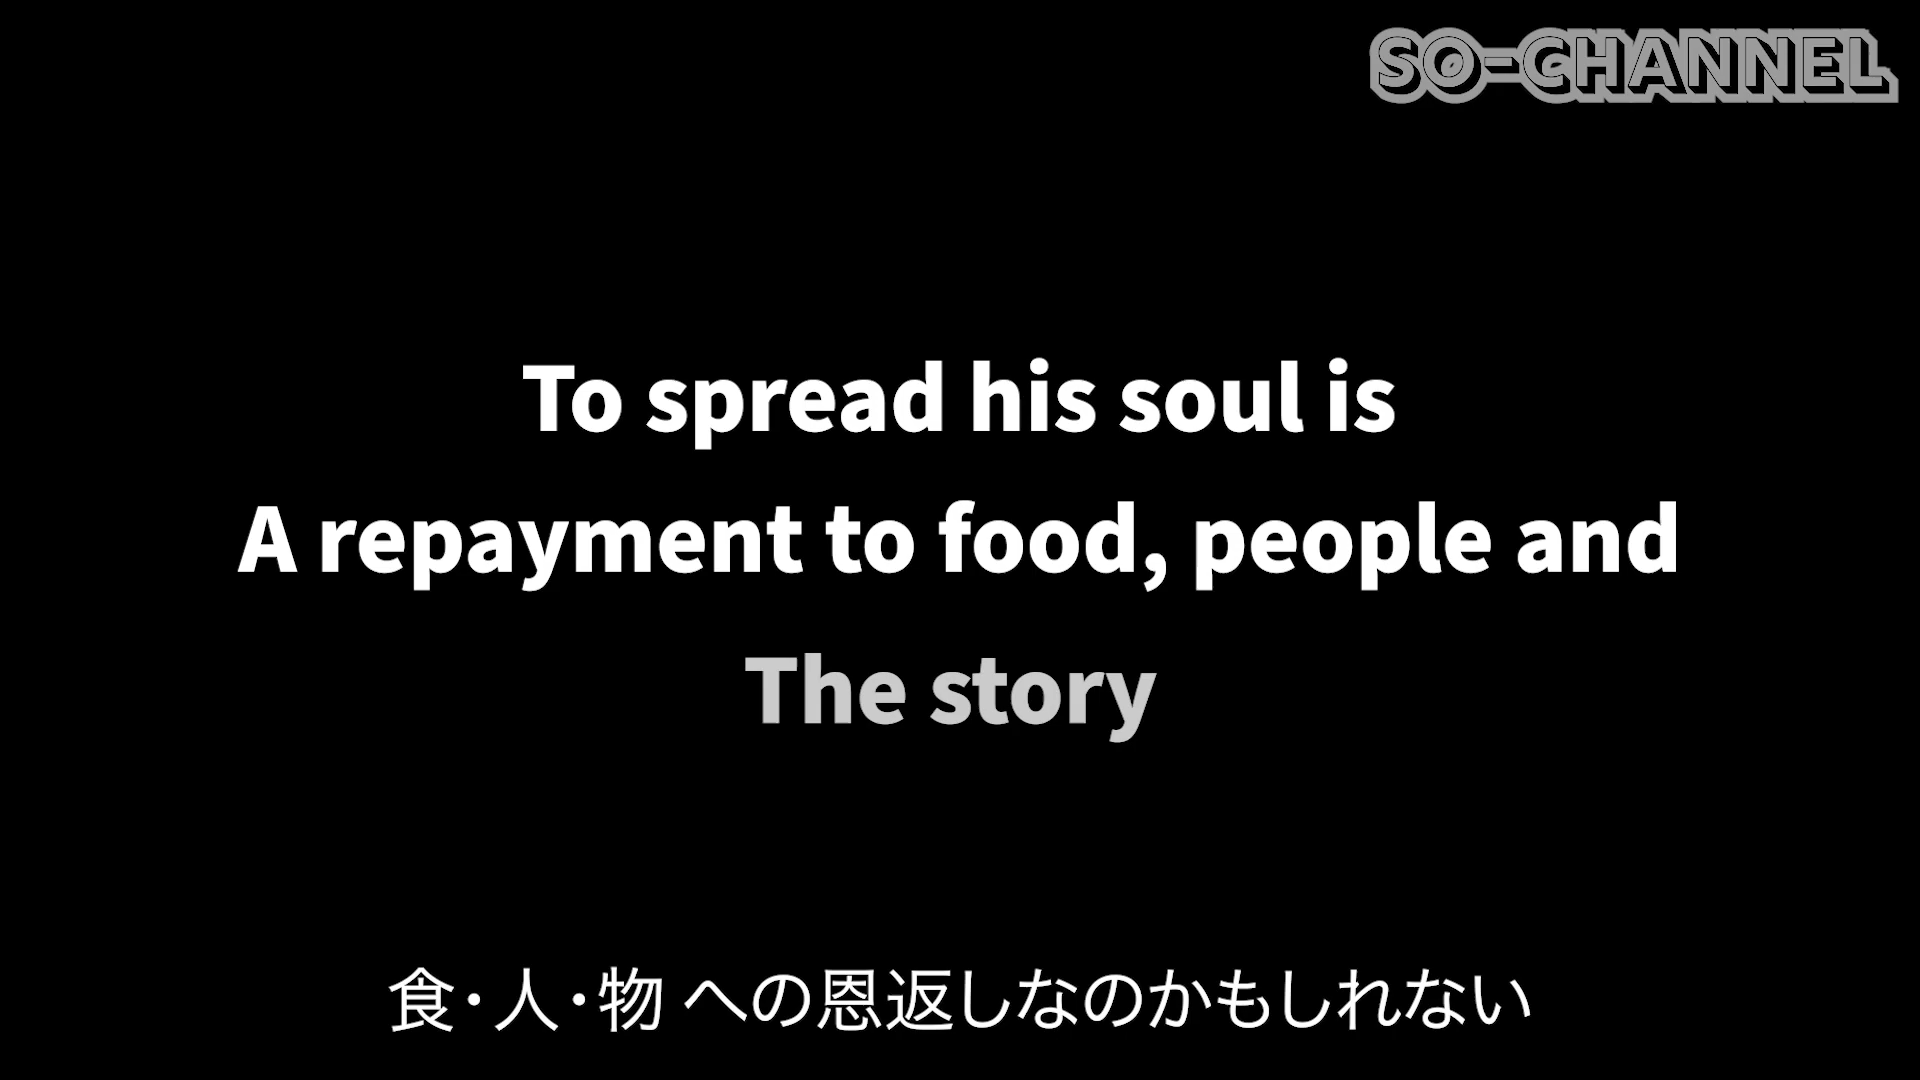 SO-CHANNEL
To spread his soul is
A repayment to food, people and
The story
食・人・物 への恩返しなのかもしれない